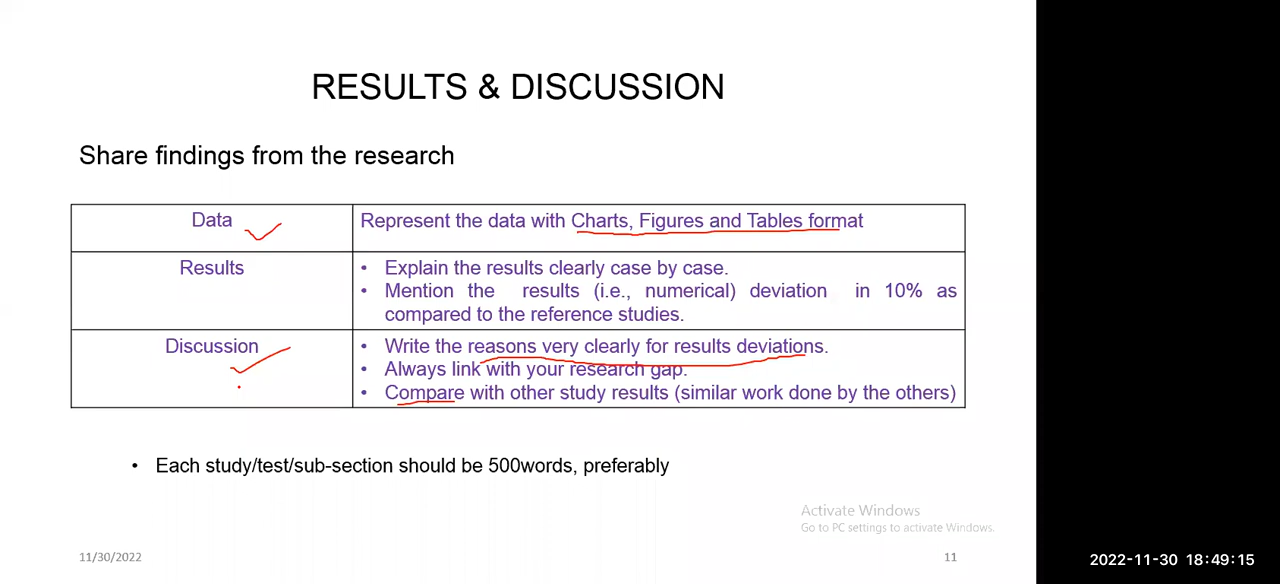 RESULTS & DISCUSSION
Share findings from the research
Data
Represent the data with Charts, Figures and Tables format
Results
• Explain the results clearly case by case.
• Mention the results (i.e., numerical) deviation in 10% as
compared to the reference studies.
Discussion
• Write the reasons very clearly for results deviations.
• Always link with your research gap.
• Compare with other study results (similar work done by the others)
• Each study/test/sub-section should be 500words, preferably
Activate Windows
Go to PC settings to activate Windows.
11/30/2022
11
2022-11-30 18:49:15